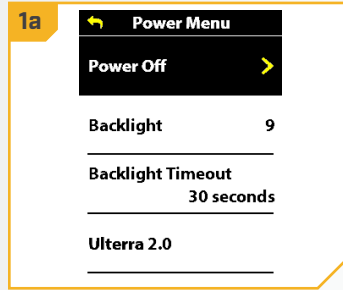 1a
Power Menu
Power Off
Backlight 9
Backlight Timeout
30 seconds
Ulterra 2.0